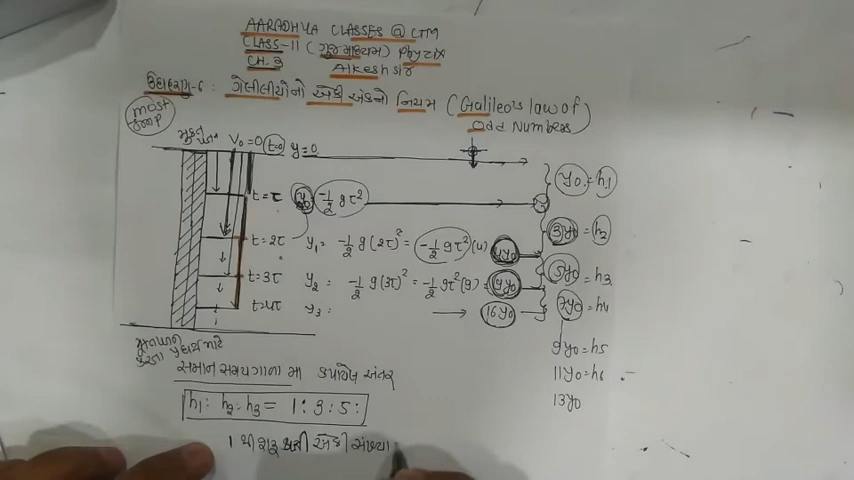 AARADHYA CLASSES @ CTM
CLASS-11 (ગુજ માધ્યમ) Physix
CH-3 Alkesh sir
ઉદાહરણ-6 : ગેલીલીયોનો એકી અંકનો નિયમ (Galileo's law of odd Numbers)
most Imp
મુક્ત પતન V₀=0 (t=0) y=0
t=τ y₀ -1/2 gτ²
t=2τ y₁= -1/2 g(2τ)² = -1/2 gτ²(4) 4y₀
t=3τ y₂= -1/2 g(3τ)² = -1/2 gτ²(9)= 9y₀
t=4τ y₃= → 16y₀
y₀=h₁
3y₀=h₂
5y₀=h₃
7y₀=h₄
9y₀=h₅
11y₀=h₆
13y₀
મુક્તપતન
પદાર્થ માટે
સમાન સમયગાળા માં કપાયેલ અંતર
h₁: h₂: h₃= 1:3:5:
1 થી શરૂ થતી એકી સંખ્યા